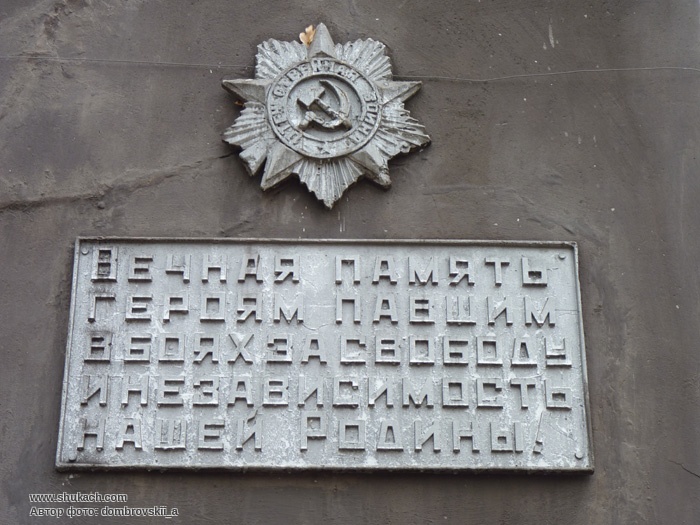 ОТЕЧЕСТВЕННАЯ ВОЙНА
ВЕЧНАЯ ПАМЯТЬ
ГЕРОЯМ ПАВШИМ
В БОЯХ ЗА СВОБОДУ
И НЕЗАВИСИМОСТЬ
НАШЕЙ РОДИНЫ!
www.shukach.com
Автор фото: dombrovskii_a